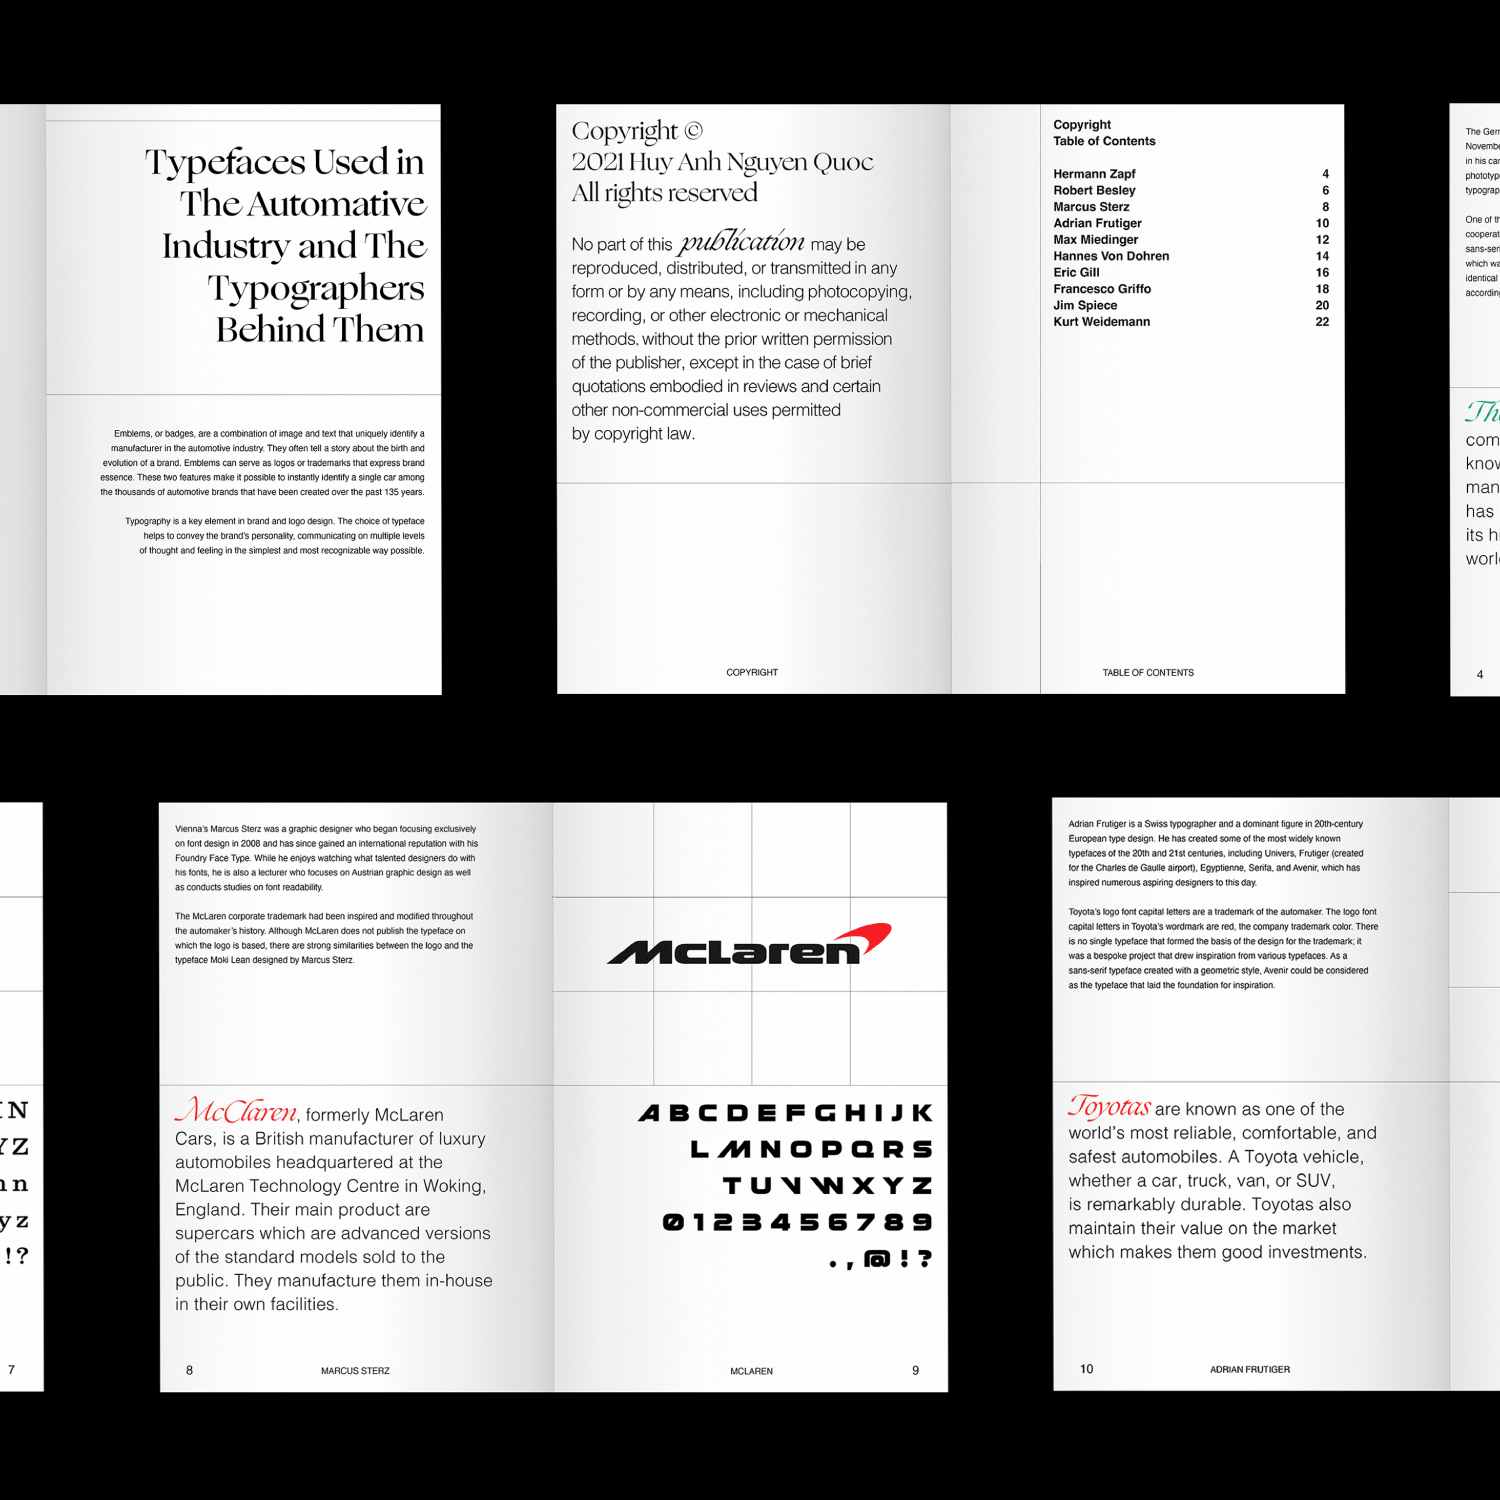 Typefaces Used in
The Automative
Industry and The
Typographers
Behind Them
Emblems, or badges, are a combination of image and text that uniquely identify a
manufacturer in the automotive industry. They often tell a story about the birth and
evolution of a brand. Emblems can serve as logos or trademarks that express brand
essence. These two features make it possible to instantly identify a single car among
the thousands of automotive brands that have been created over the past 135 years.
Typography is a key element in brand and logo design. The choice of typeface
helps to convey the brand's personality, communicating on multiple levels
of thought and feeling in the simplest and most recognizable way possible.
Copyright ©
2021 Huy Anh Nguyen Quoc
All rights reserved
No part of this publication may be
reproduced, distributed, or transmitted in any
form or by any means, including photocopying,
recording, or other electronic or mechanical
methods, without the prior written permission
of the publisher, except in the case of brief
quotations embodied in reviews and certain
other non-commercial uses permitted
by copyright law.
COPYRIGHT
Copyright
Table of Contents
Hermann Zapf 4
Robert Besley 6
Marcus Sterz 8
Adrian Frutiger 10
Max Miedinger 12
Hannes Von Dohren 14
Eric Gill 16
Francesco Griffo 18
Jim Spiece 20
Kurt Weidemann 22
TABLE OF CONTENTS
The Ger
Novembe
in his car
phototyp
typograp
One of th
cooperat
sans-seri
which wa
identical
according
The
com
know
man
has
its hi
worl
4
I N
Y Z
n n
y z
! ?
7
Vienna's Marcus Sterz was a graphic designer who began focusing exclusively
on font design in 2008 and has since gained an international reputation with his
Foundry Face Type. While he enjoys watching what talented designers do with
his fonts, he is also a lecturer who focuses on Austrian graphic design as well
as conducts studies on font readability.
The McLaren corporate trademark had been inspired and modified throughout
the automaker's history. Although McLaren does not publish the typeface on
which the logo is based, there are strong similarities between the logo and the
typeface Moki Lean designed by Marcus Sterz.
McClaren, formerly McLaren
Cars, is a British manufacturer of luxury
automobiles headquartered at the
McLaren Technology Centre in Woking,
England. Their main product are
supercars which are advanced versions
of the standard models sold to the
public. They manufacture them in-house
in their own facilities.
8
MARCUS STERZ
McLaren
A B C D E F G H I J K
L M N O P Q R S
T U V W X Y Z
0 1 2 3 4 5 6 7 8 9
. , @ ! ?
MCLAREN
9
Adrian Frutiger is a Swiss typographer and a dominant figure in 20th-century
European type design. He has created some of the most widely known
typefaces of the 20th and 21st centuries, including Univers, Frutiger (created
for the Charles de Gaulle airport), Egyptienne, Serifa, and Avenir, which has
inspired numerous aspiring designers to this day.
Toyota's logo font capital letters are a trademark of the automaker. The logo font
capital letters in Toyota's wordmark are red, the company trademark color. There
is no single typeface that formed the basis of the design for the trademark; it
was a bespoke project that drew inspiration from various typefaces. As a
sans-serif typeface created with a geometric style, Avenir could be considered
as the typeface that laid the foundation for inspiration.
Toyotas are known as one of the
world's most reliable, comfortable, and
safest automobiles. A Toyota vehicle,
whether a car, truck, van, or SUV,
is remarkably durable. Toyotas also
maintain their value on the market
which makes them good investments.
10
ADRIAN FRUTIGER